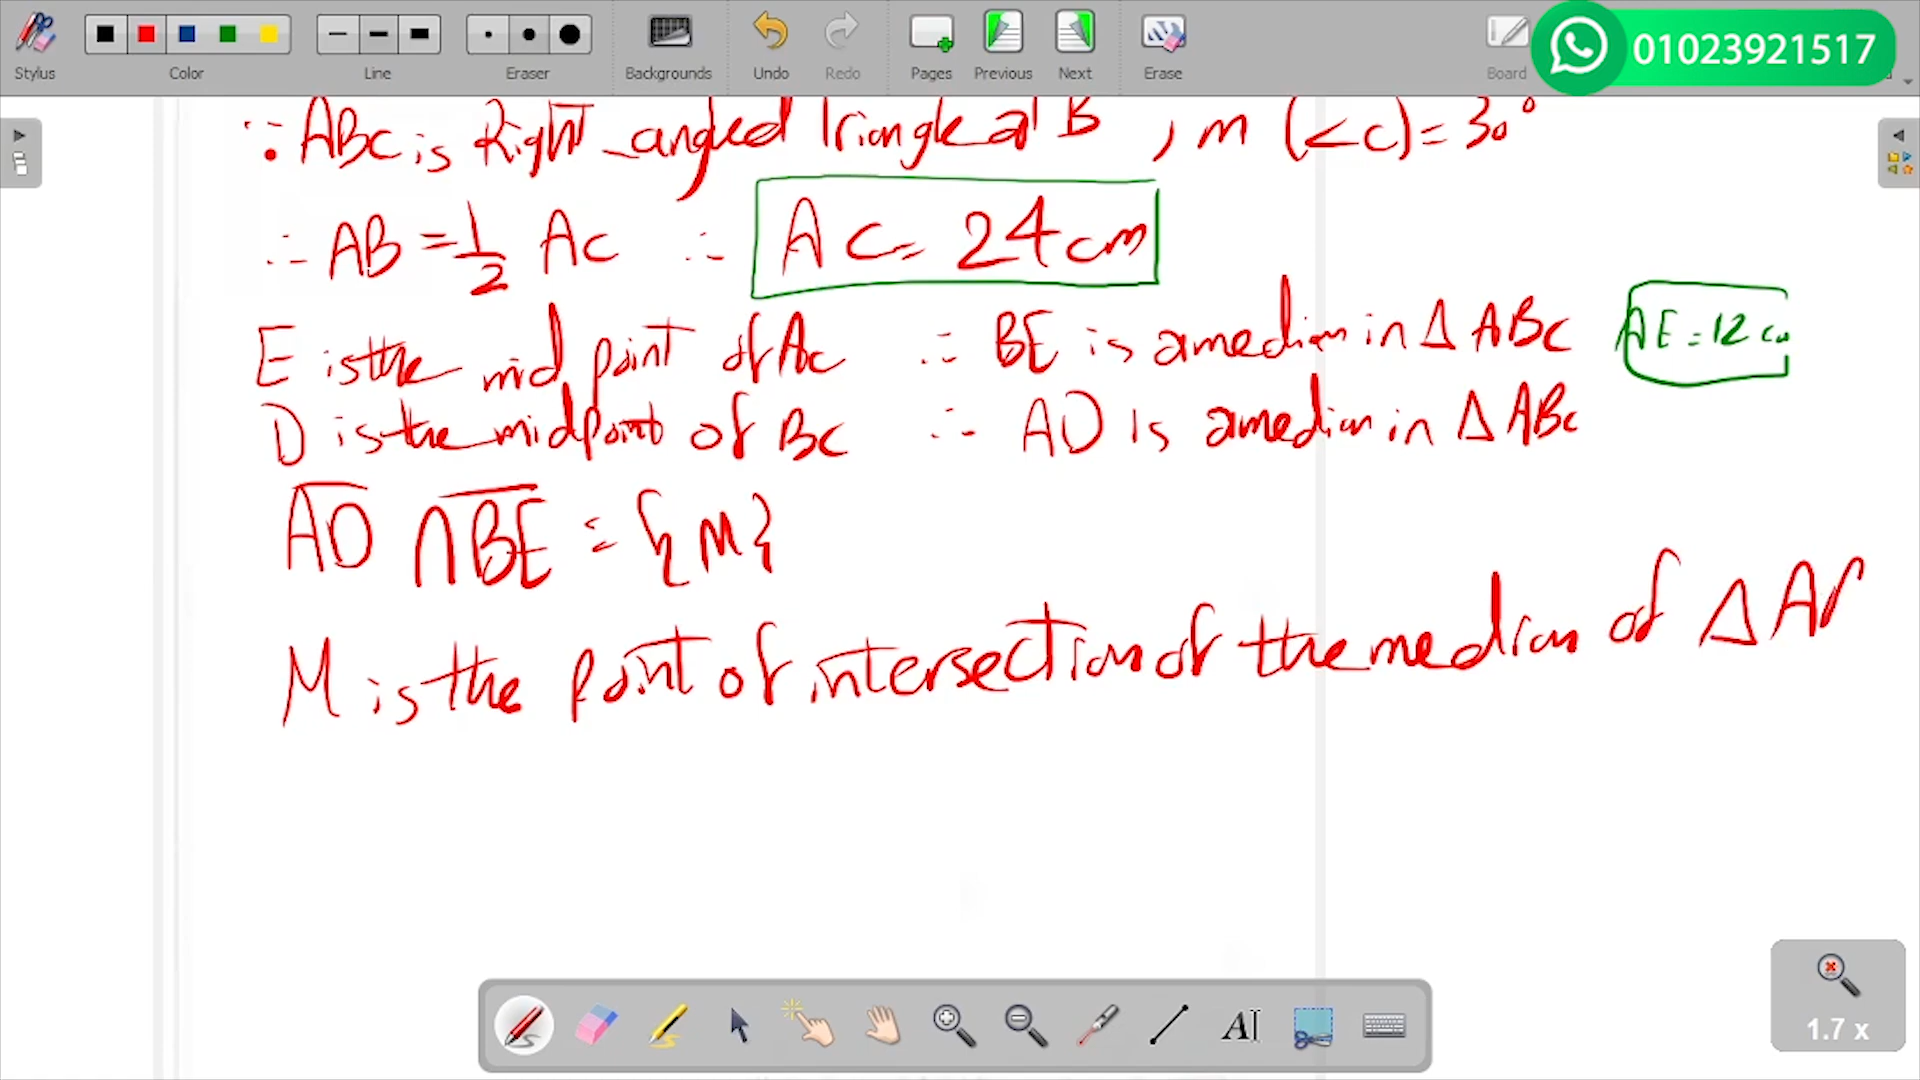 Stylus Color Line Eraser Backgrounds Undo Redo Pages Previous Next Erase Board
01023921517
∵ ABC is Right-angled Triangle at B , m (<C) = 30°
∴ AB = 1/2 AC ∴ AC = 24 cm
E is the mid point of AC ∴ BE is a median in Δ ABC AE = 12 c
D is the midpoint of BC ∴ AD is a median in Δ ABC
AD ∩ BE = {M}
M is the point of intersection of the median of Δ A
1.7 x